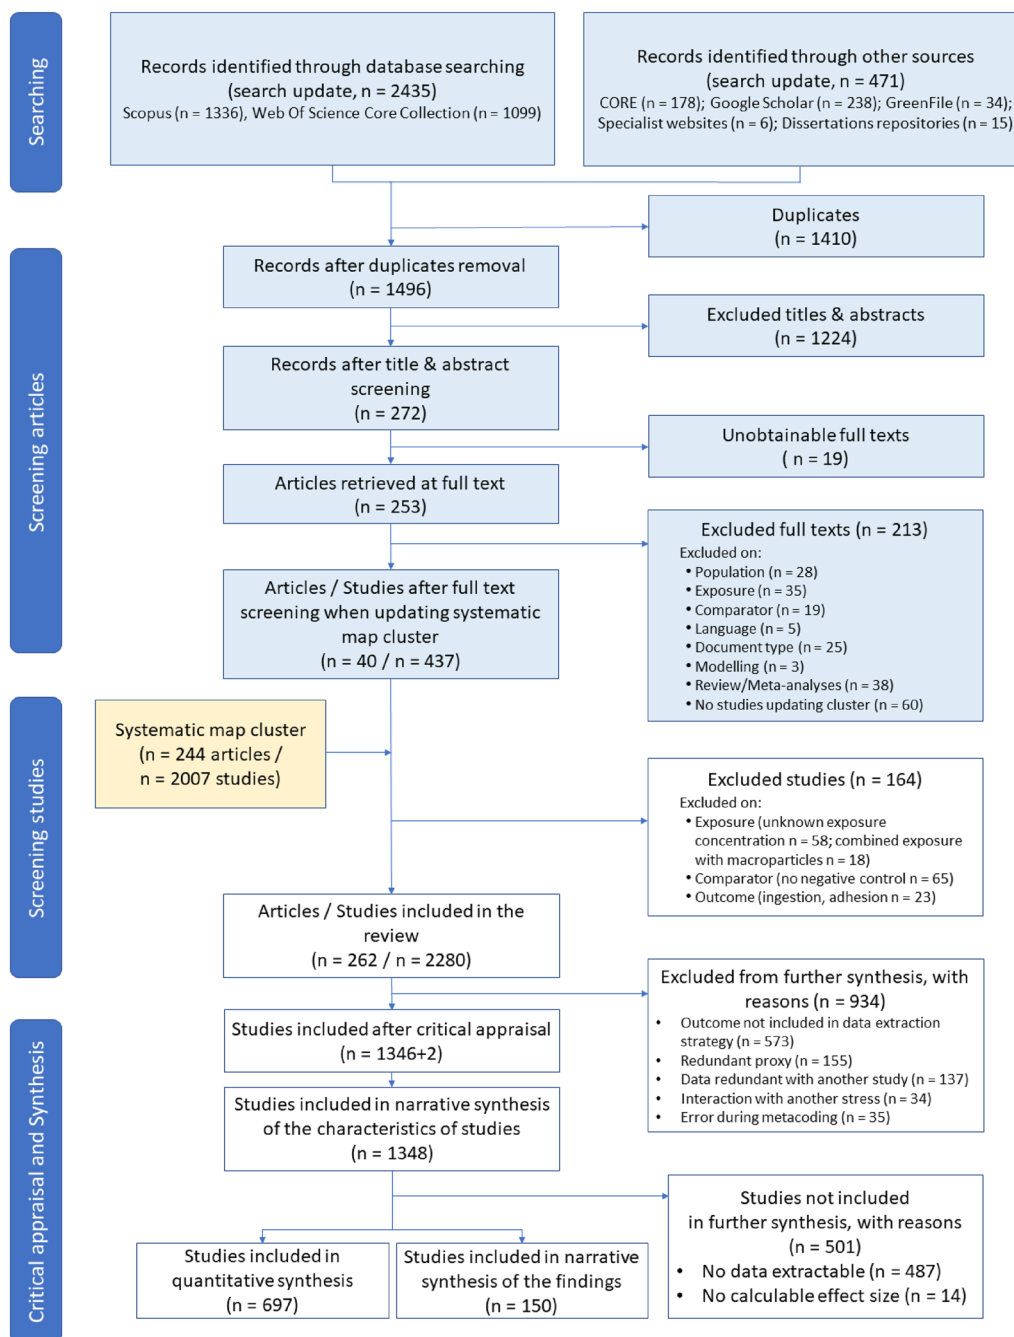 Searching
Records identified through database searching
(search update, n = 2435)
Scopus (n = 1336), Web Of Science Core Collection (n = 1099)
Records identified through other sources
(search update, n = 471)
CORE (n = 178); Google Scholar (n = 238); GreenFile (n = 34);
Specialist websites (n = 6); Dissertations repositories (n = 15)
Screening articles
Duplicates
(n = 1410)
Records after duplicates removal
(n = 1496)
Excluded titles & abstracts
(n = 1224)
Records after title & abstract
screening
(n = 272)
Unobtainable full texts
( n = 19)
Articles retrieved at full text
(n = 253)
Excluded full texts (n = 213)
Excluded on:
• Population (n = 28)
• Exposure (n = 35)
• Comparator (n = 19)
• Language (n = 5)
• Document type (n = 25)
• Modelling (n = 3)
• Review/Meta-analyses (n = 38)
• No studies updating cluster (n = 60)
Articles / Studies after full text
screening when updating systematic
map cluster
(n = 40 / n = 437)
Screening studies
Systematic map cluster
(n = 244 articles /
n = 2007 studies)
Excluded studies (n = 164)
Excluded on:
• Exposure (unknown exposure
concentration n = 58; combined exposure
with macroparticles n = 18)
• Comparator (no negative control n = 65)
• Outcome (ingestion, adhesion n = 23)
Articles / Studies included in the
review
(n = 262 / n = 2280)
Critical appraisal and Synthesis
Excluded from further synthesis, with
reasons (n = 934)
• Outcome not included in data extraction
strategy (n = 573)
• Redundant proxy (n = 155)
• Data redundant with another study (n = 137)
• Interaction with another stress (n = 34)
• Error during metacoding (n = 35)
Studies included after critical appraisal
(n = 1346+2)
Studies included in narrative synthesis
of the characteristics of studies
(n = 1348)
Studies not included
in further synthesis, with reasons
(n = 501)
• No data extractable (n = 487)
• No calculable effect size (n = 14)
Studies included in
quantitative synthesis
(n = 697)
Studies included in narrative
synthesis of the findings
(n = 150)